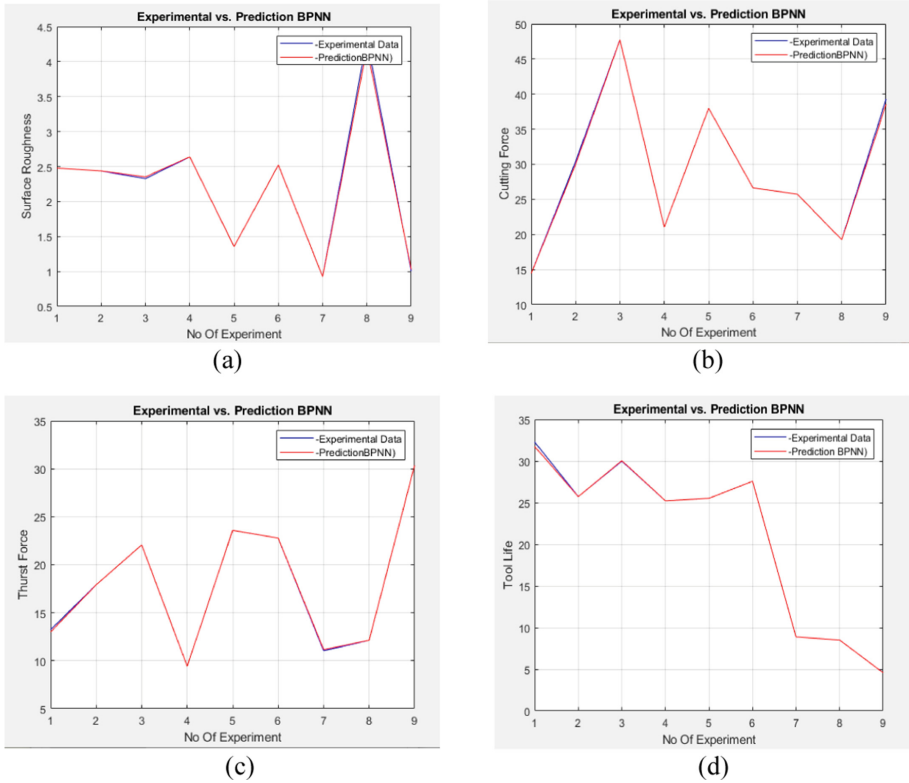 Experimental vs. Prediction BPNN
4.5
4
3.5
3
2.5
2
1.5
1
0.5
Surface Roughness
-Experimental Data
-PredictionBPNN)
1 2 3 4 5 6 7 8 9
No Of Experiment
(a)
Experimental vs. Prediction BPNN
50
45
40
35
30
25
20
15
10
Cutting Force
-Experimental Data
-PredictionBPNN)
1 2 3 4 5 6 7 8 9
No Of Experiment
(b)
Experimental vs. Prediction BPNN
35
30
25
20
15
10
5
Thurst Force
-Experimental Data
-PredictionBPNN)
1 2 3 4 5 6 7 8 9
No Of Experiment
(c)
Experimental vs. Prediction BPNN
35
30
25
20
15
10
5
0
Tool Life
-Experimental Data
-Prediction BPNN)
1 2 3 4 5 6 7 8 9
No Of Experiment
(d)